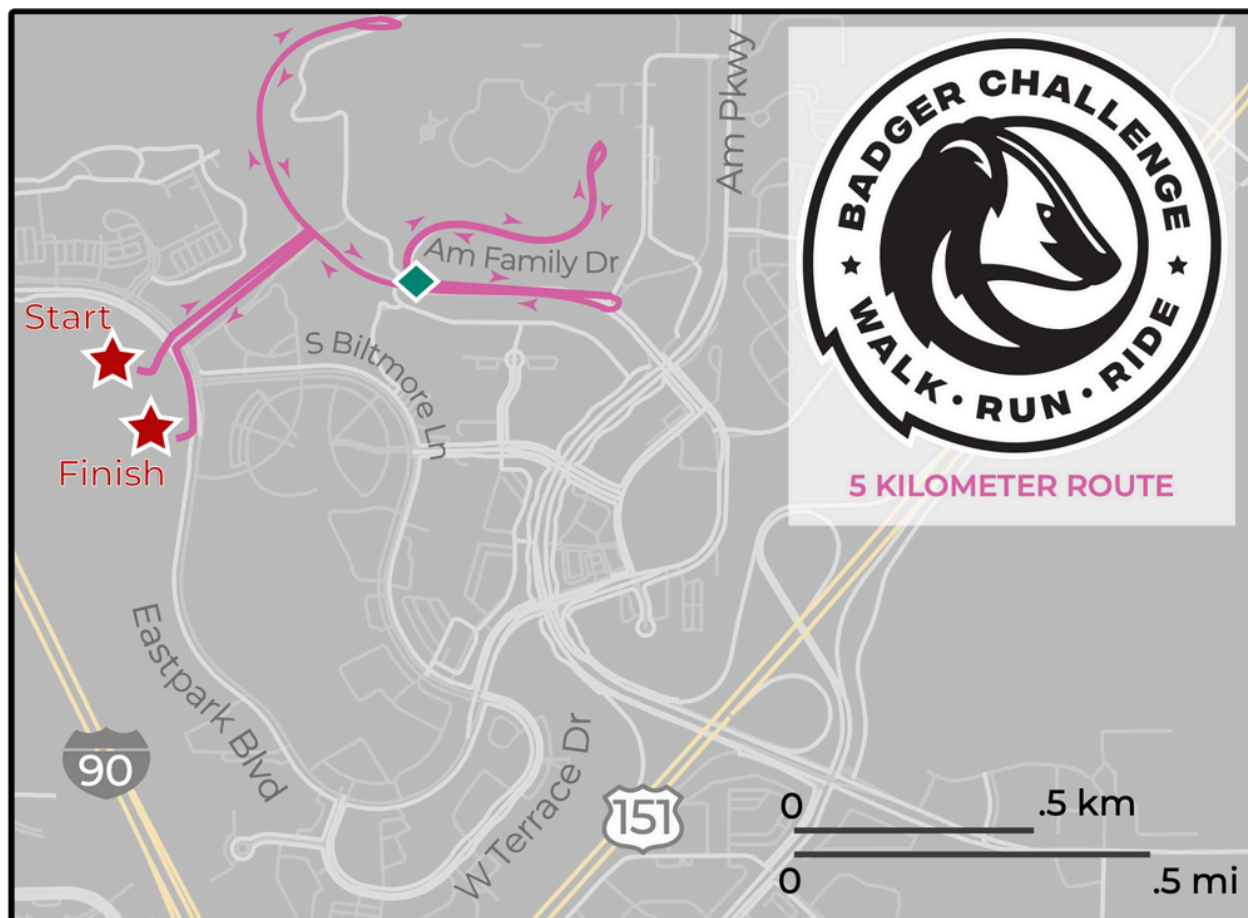 BADGER CHALLENGE
WALK • RUN • RIDE
5 KILOMETER ROUTE
Am Pkwy
Am Family Dr
Start
S Biltmore Ln
Finish
Eastpark Blvd
90
W Terrace Dr
151
0 .5 km
0 .5 mi